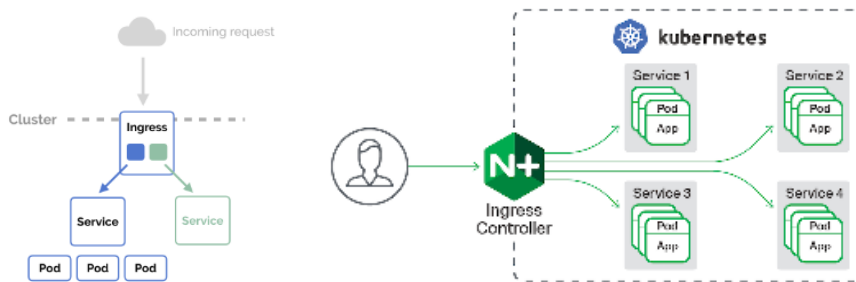 Incoming request
Cluster
Ingress
Service
Service
Pod
Pod
Pod
kubernetes
N+
Ingress
Controller
Service 1
Pod
App
Service 2
Pod
App
Service 3
Pod
App
Service 4
Pod
App